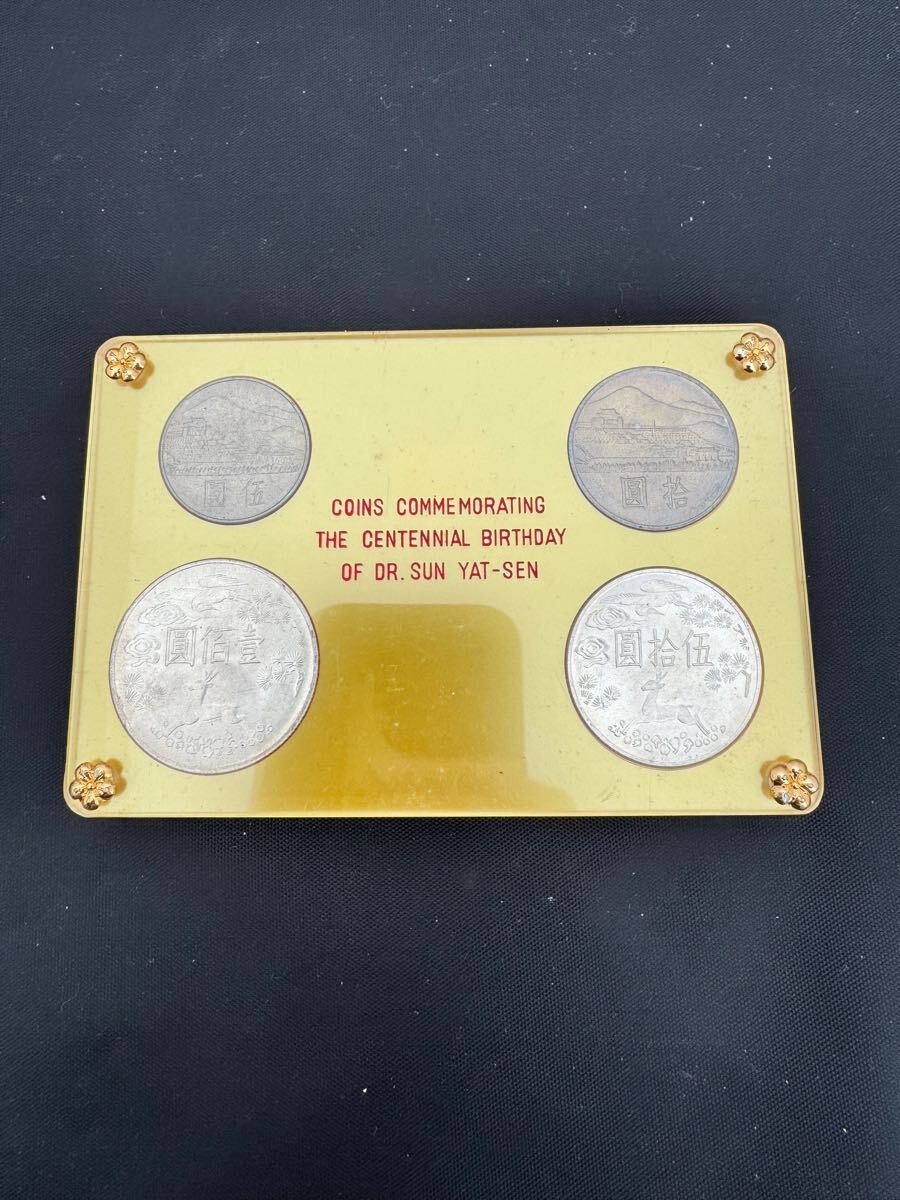 圓 伍
圓 拾
COINS COMMEMORATING
THE CENTENNIAL BIRTHDAY
OF DR. SUN YAT-SEN
圓佰壹
圓拾伍